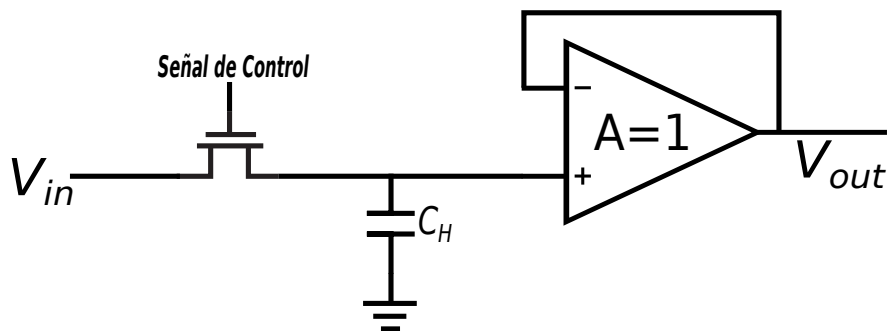 Señal de Control
V_in
C_H
−
A=1
+
V_out